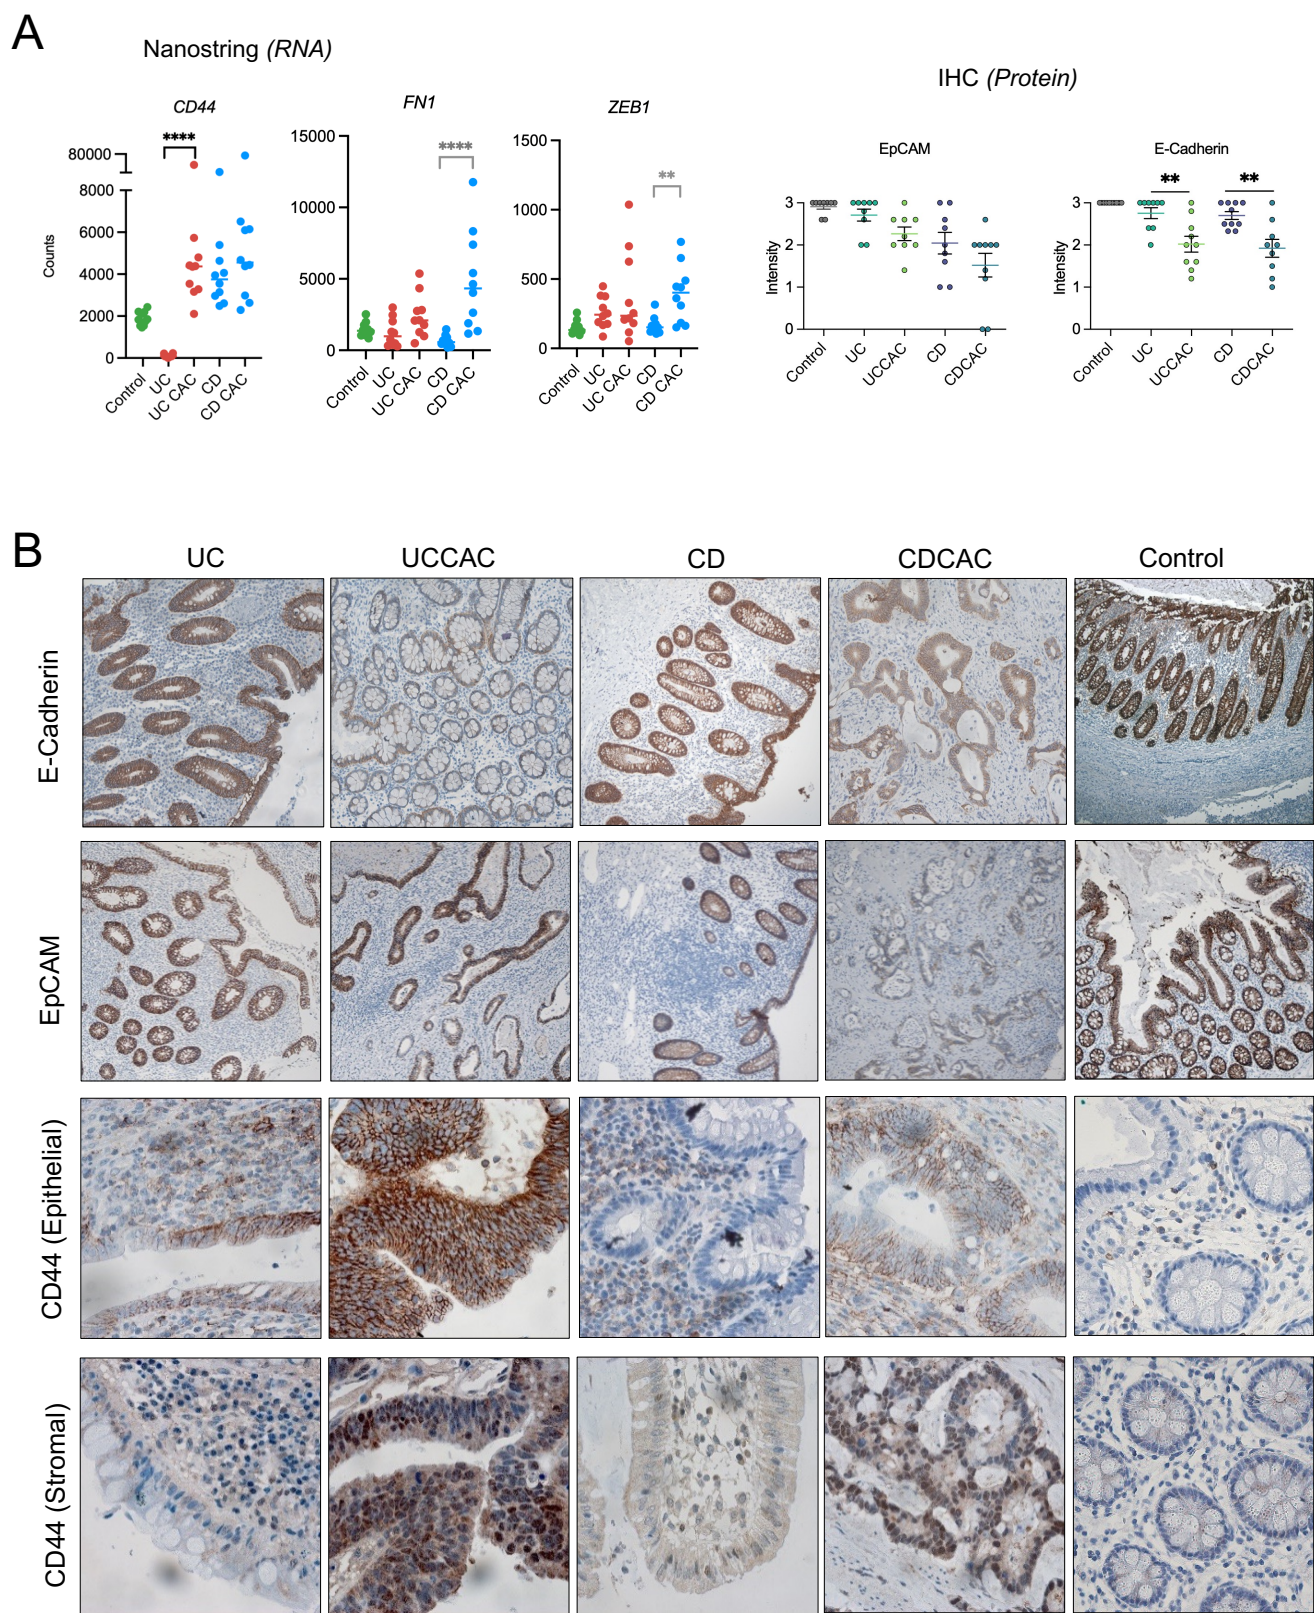 A
Nanostring (RNA)
IHC (Protein)
CD44
FN1
ZEB1
EpCAM
E-Cadherin
****
****
**
**
**
Counts
80000
8000
6000
4000
2000
0
Control
UC
UC CAC
CD
CD CAC
15000
10000
5000
0
Control
UC
UC CAC
CD
CD CAC
1500
1000
500
0
Control
UC
UC CAC
CD
CD CAC
Intensity
3
2
1
0
Control
UC
UCCAC
CD
CDCAC
Intensity
3
2
1
0
Control
UC
UCCAC
CD
CDCAC
B
UC
UCCAC
CD
CDCAC
Control
E-Cadherin
EpCAM
CD44 (Epithelial)
CD44 (Stromal)